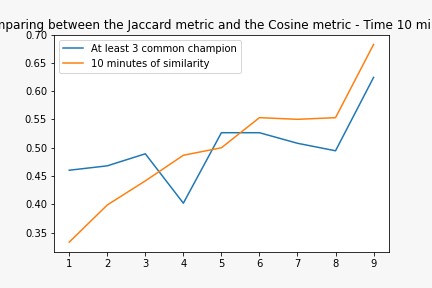 nparing between the Jaccard metric and the Cosine metric - Time 10 mi
0.70
0.65
0.60
0.55
0.50
0.45
0.40
0.35
At least 3 common champion
10 minutes of similarity
1 2 3 4 5 6 7 8 9